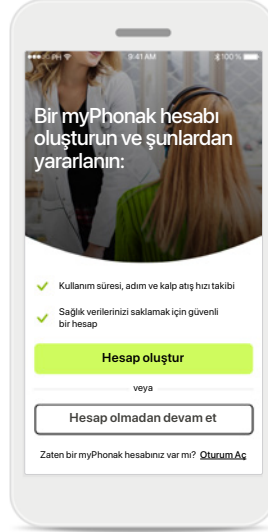 PH 9:41 AM 100%
Bir myPhonak hesabı
oluşturun ve şunlardan
yararlanın:
Kullanım süresi, adım ve kalp atış hızı takibi
Sağlık verilerinizi saklamak için güvenli
bir hesap
Hesap oluştur
veya
Hesap olmadan devam et
Zaten bir myPhonak hesabınız var mı? Oturum Aç